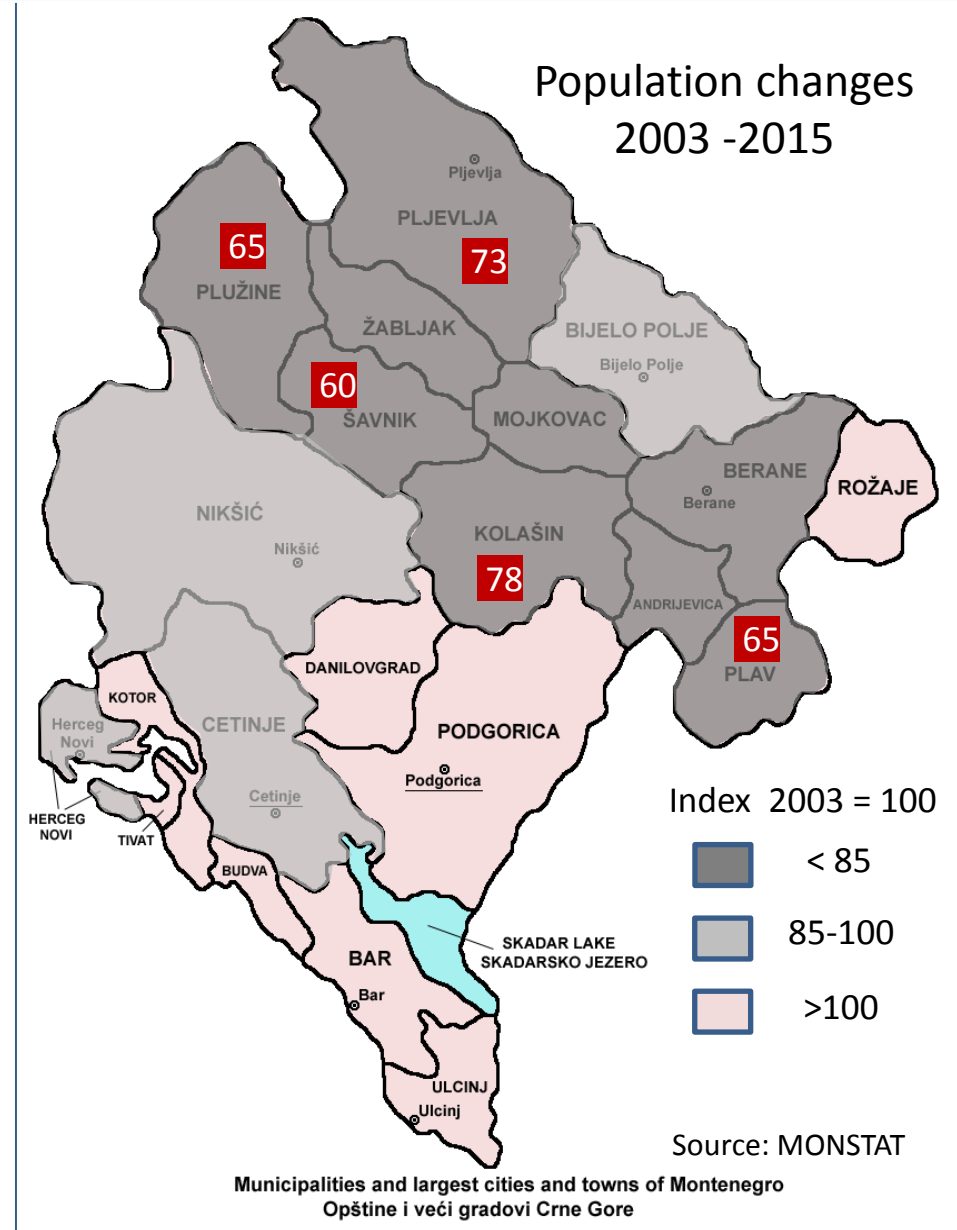 Population changes
2003 -2015
Pljevlja
PLJEVLJA
73
65
PLUŽINE
ŽABLJAK
BIJELO POLJE
Bijelo Polje
60
ŠAVNIK
MOJKOVAC
BERANE
Berane
ROŽAJE
NIKŠIĆ
Nikšić
KOLAŠIN
78
ANDRIJEVICA
65
PLAV
DANILOVGRAD
KOTOR
Herceg
Novi
CETINJE
Cetinje
PODGORICA
Podgorica
HERCEG
NOVI
TIVAT
BUDVA
Index 2003 = 100
< 85
85-100
>100
SKADAR LAKE
SKADARSKO JEZERO
BAR
Bar
ULCINJ
Ulcinj
Source: MONSTAT
Municipalities and largest cities and towns of Montenegro
Opštine i veći gradovi Crne Gore